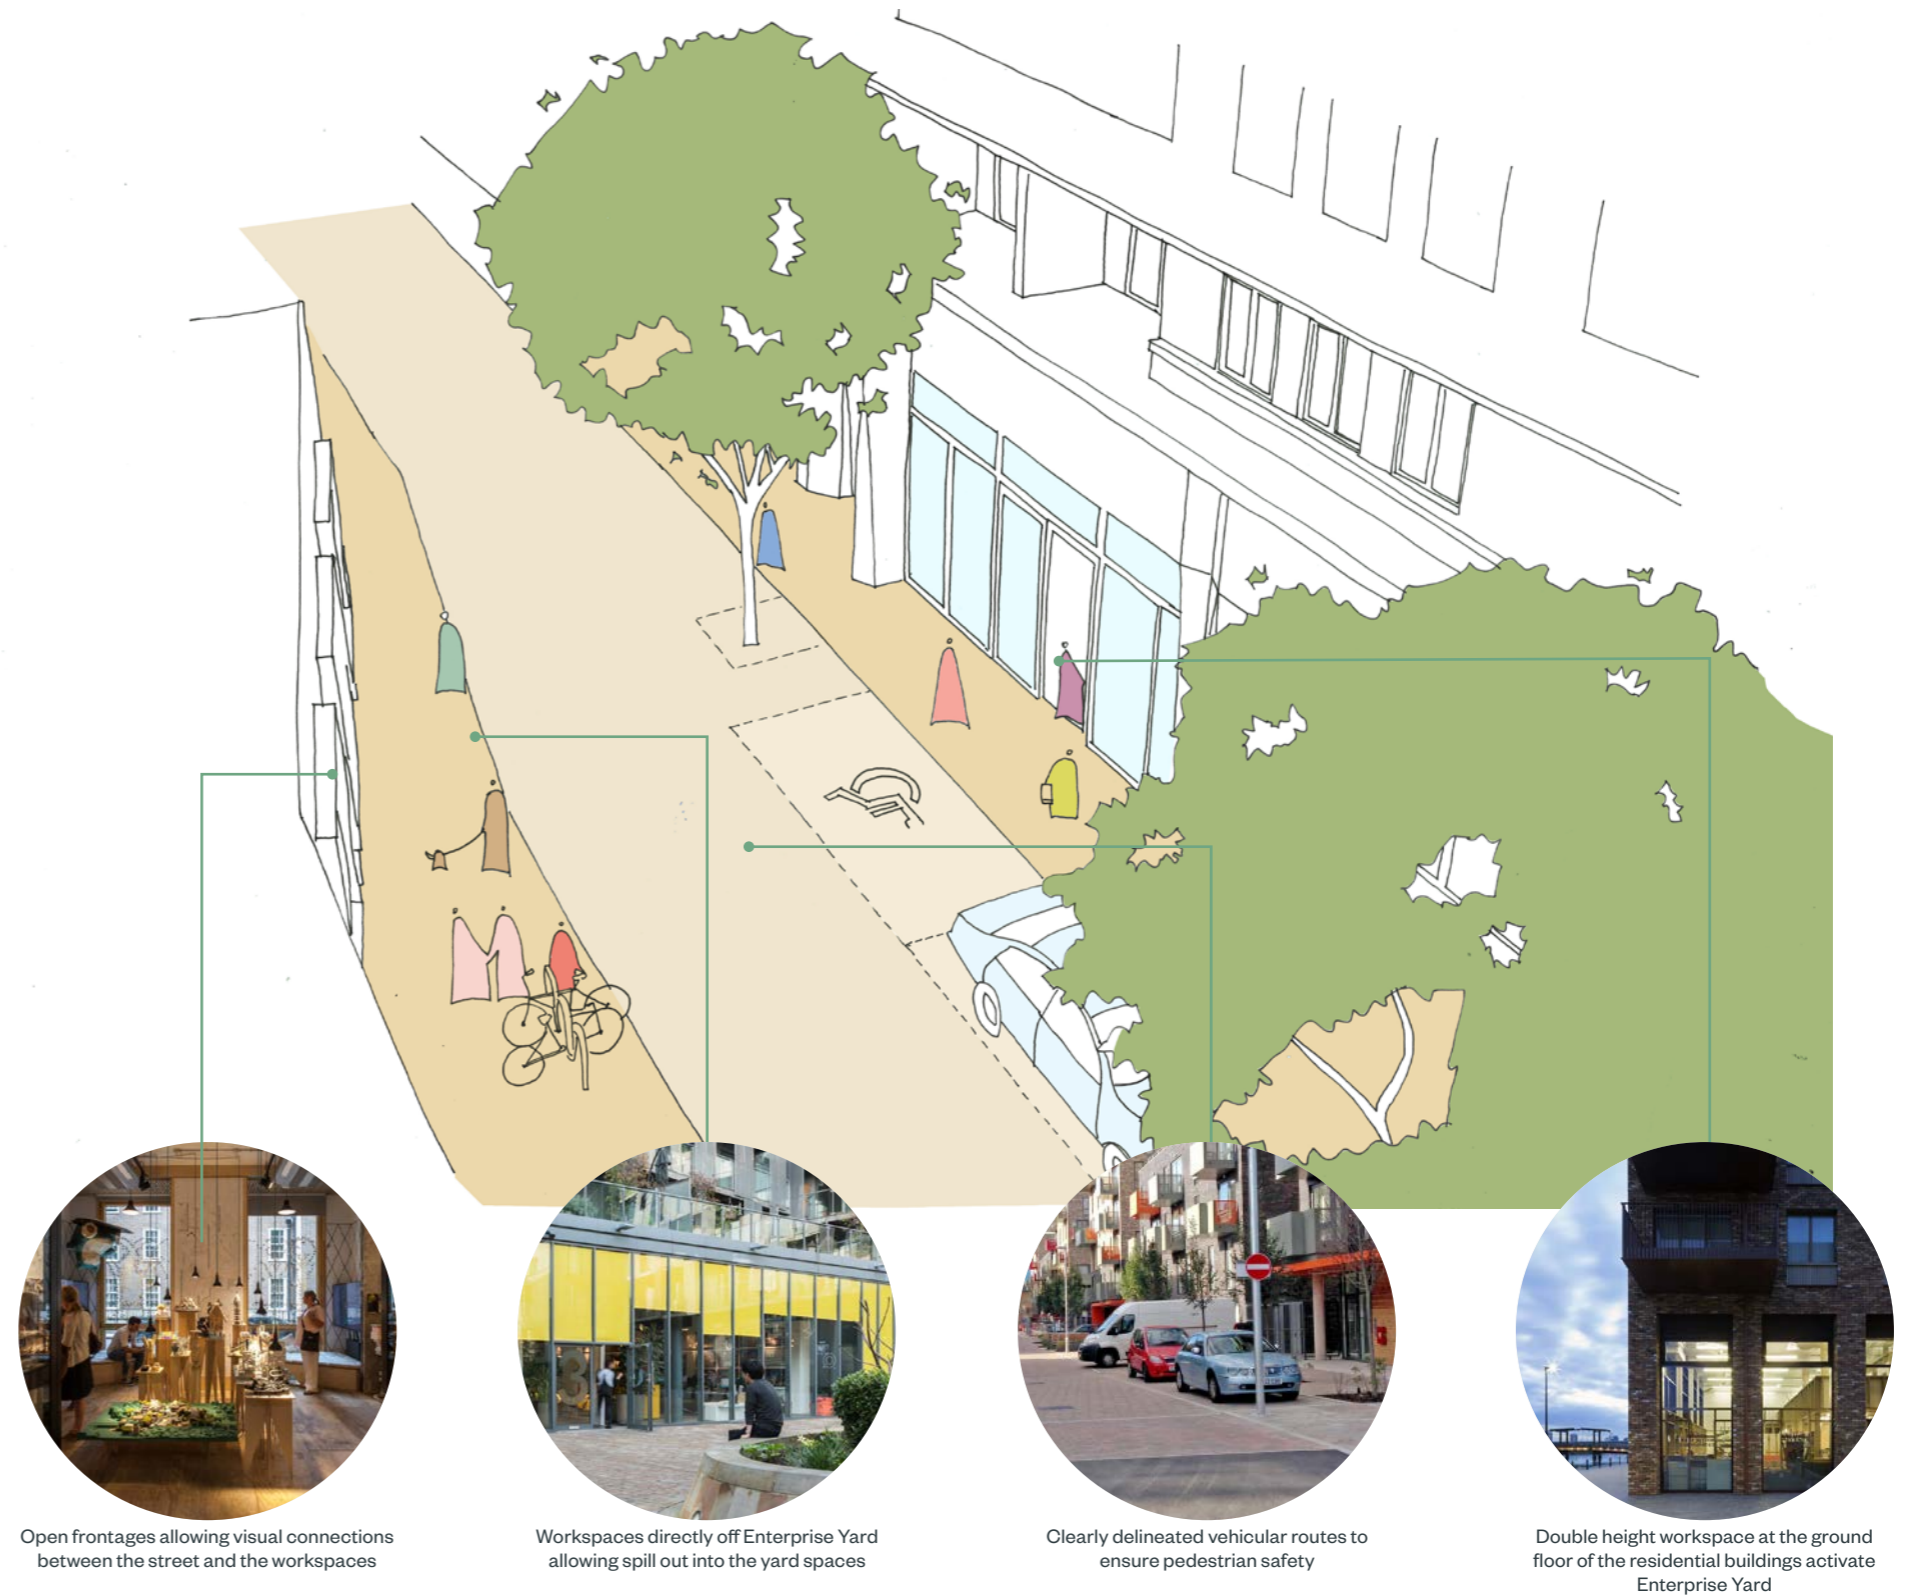 Open frontages allowing visual connections
between the street and the workspaces
Workspaces directly off Enterprise Yard
allowing spill out into the yard spaces
Clearly delineated vehicular routes to
ensure pedestrian safety
Double height workspace at the ground
floor of the residential buildings activate
Enterprise Yard